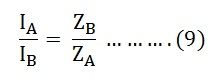 I_A/I_B = Z_B/Z_A … … … . (9)